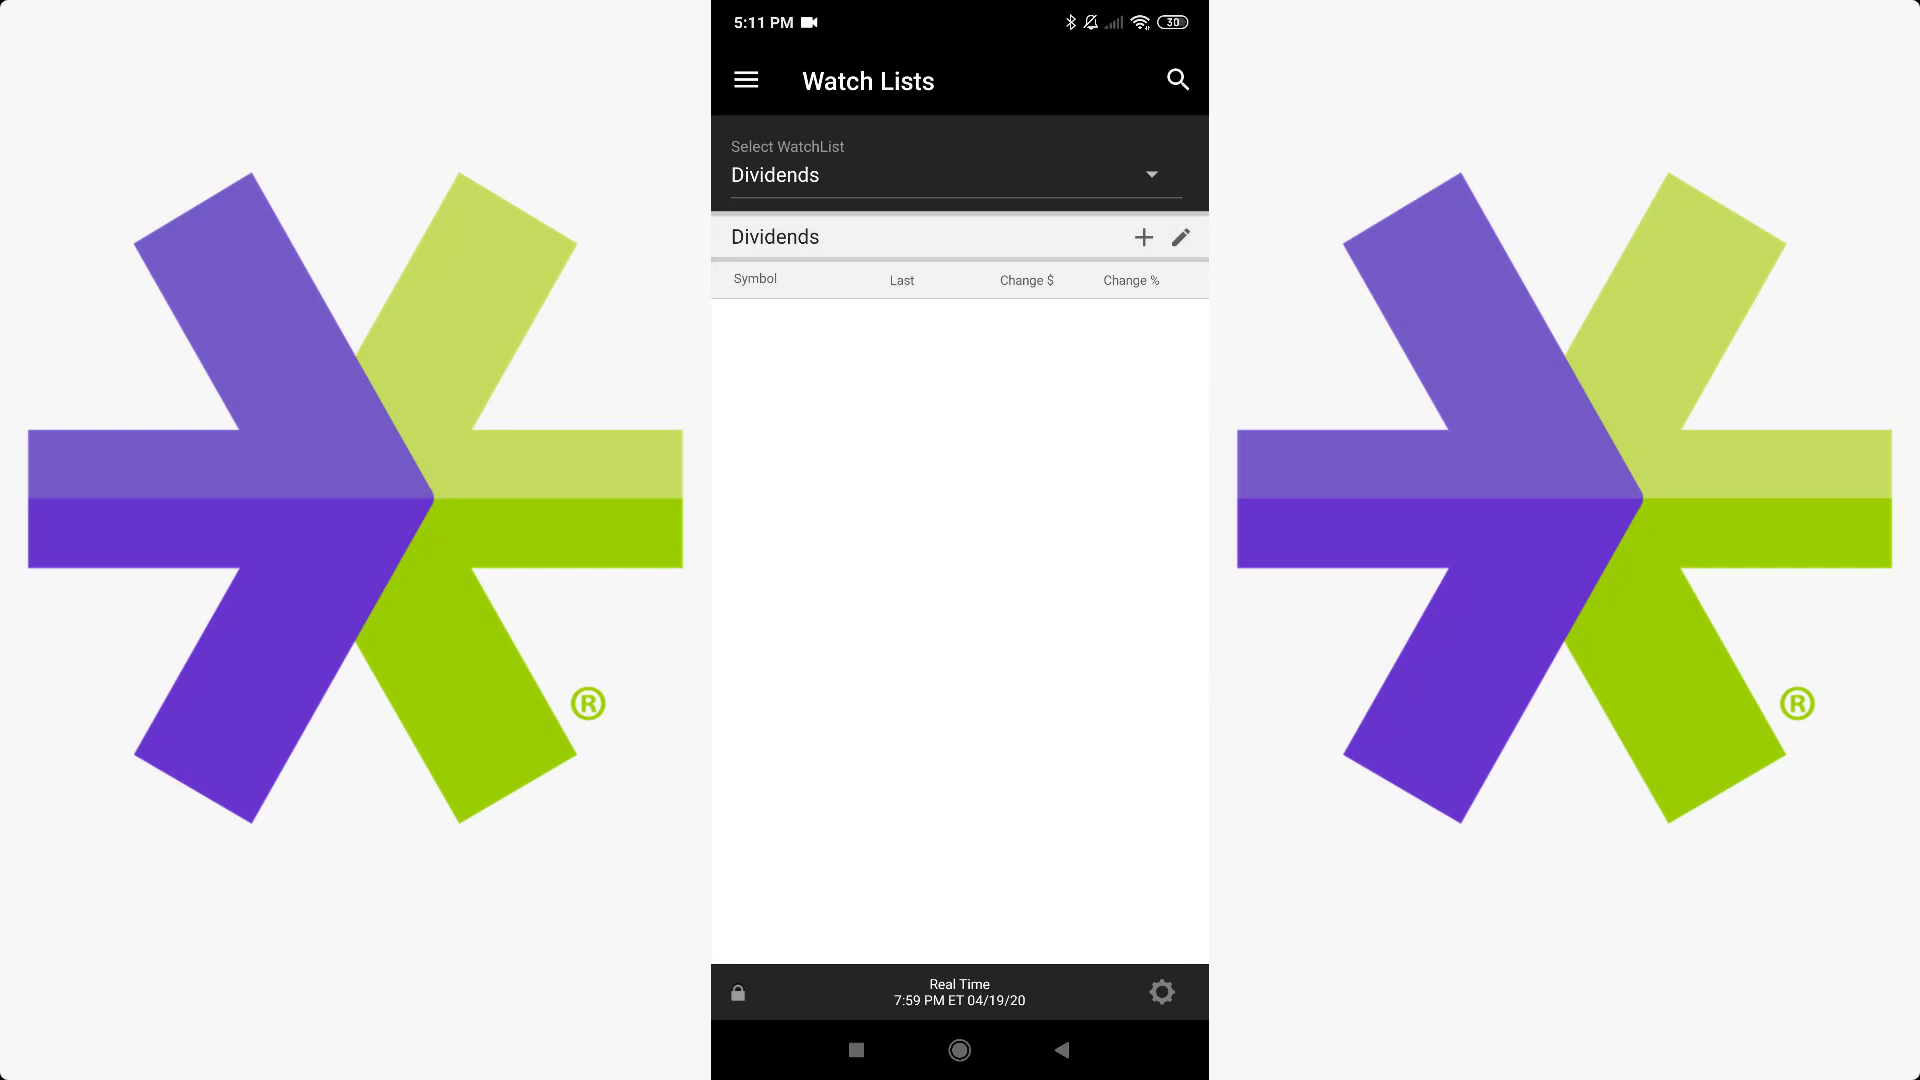 5:11 PM
30
Watch Lists
Select WatchList
Dividends
Dividends
Symbol Last Change $ Change %
® ®
Real Time
7:59 PM ET 04/19/20